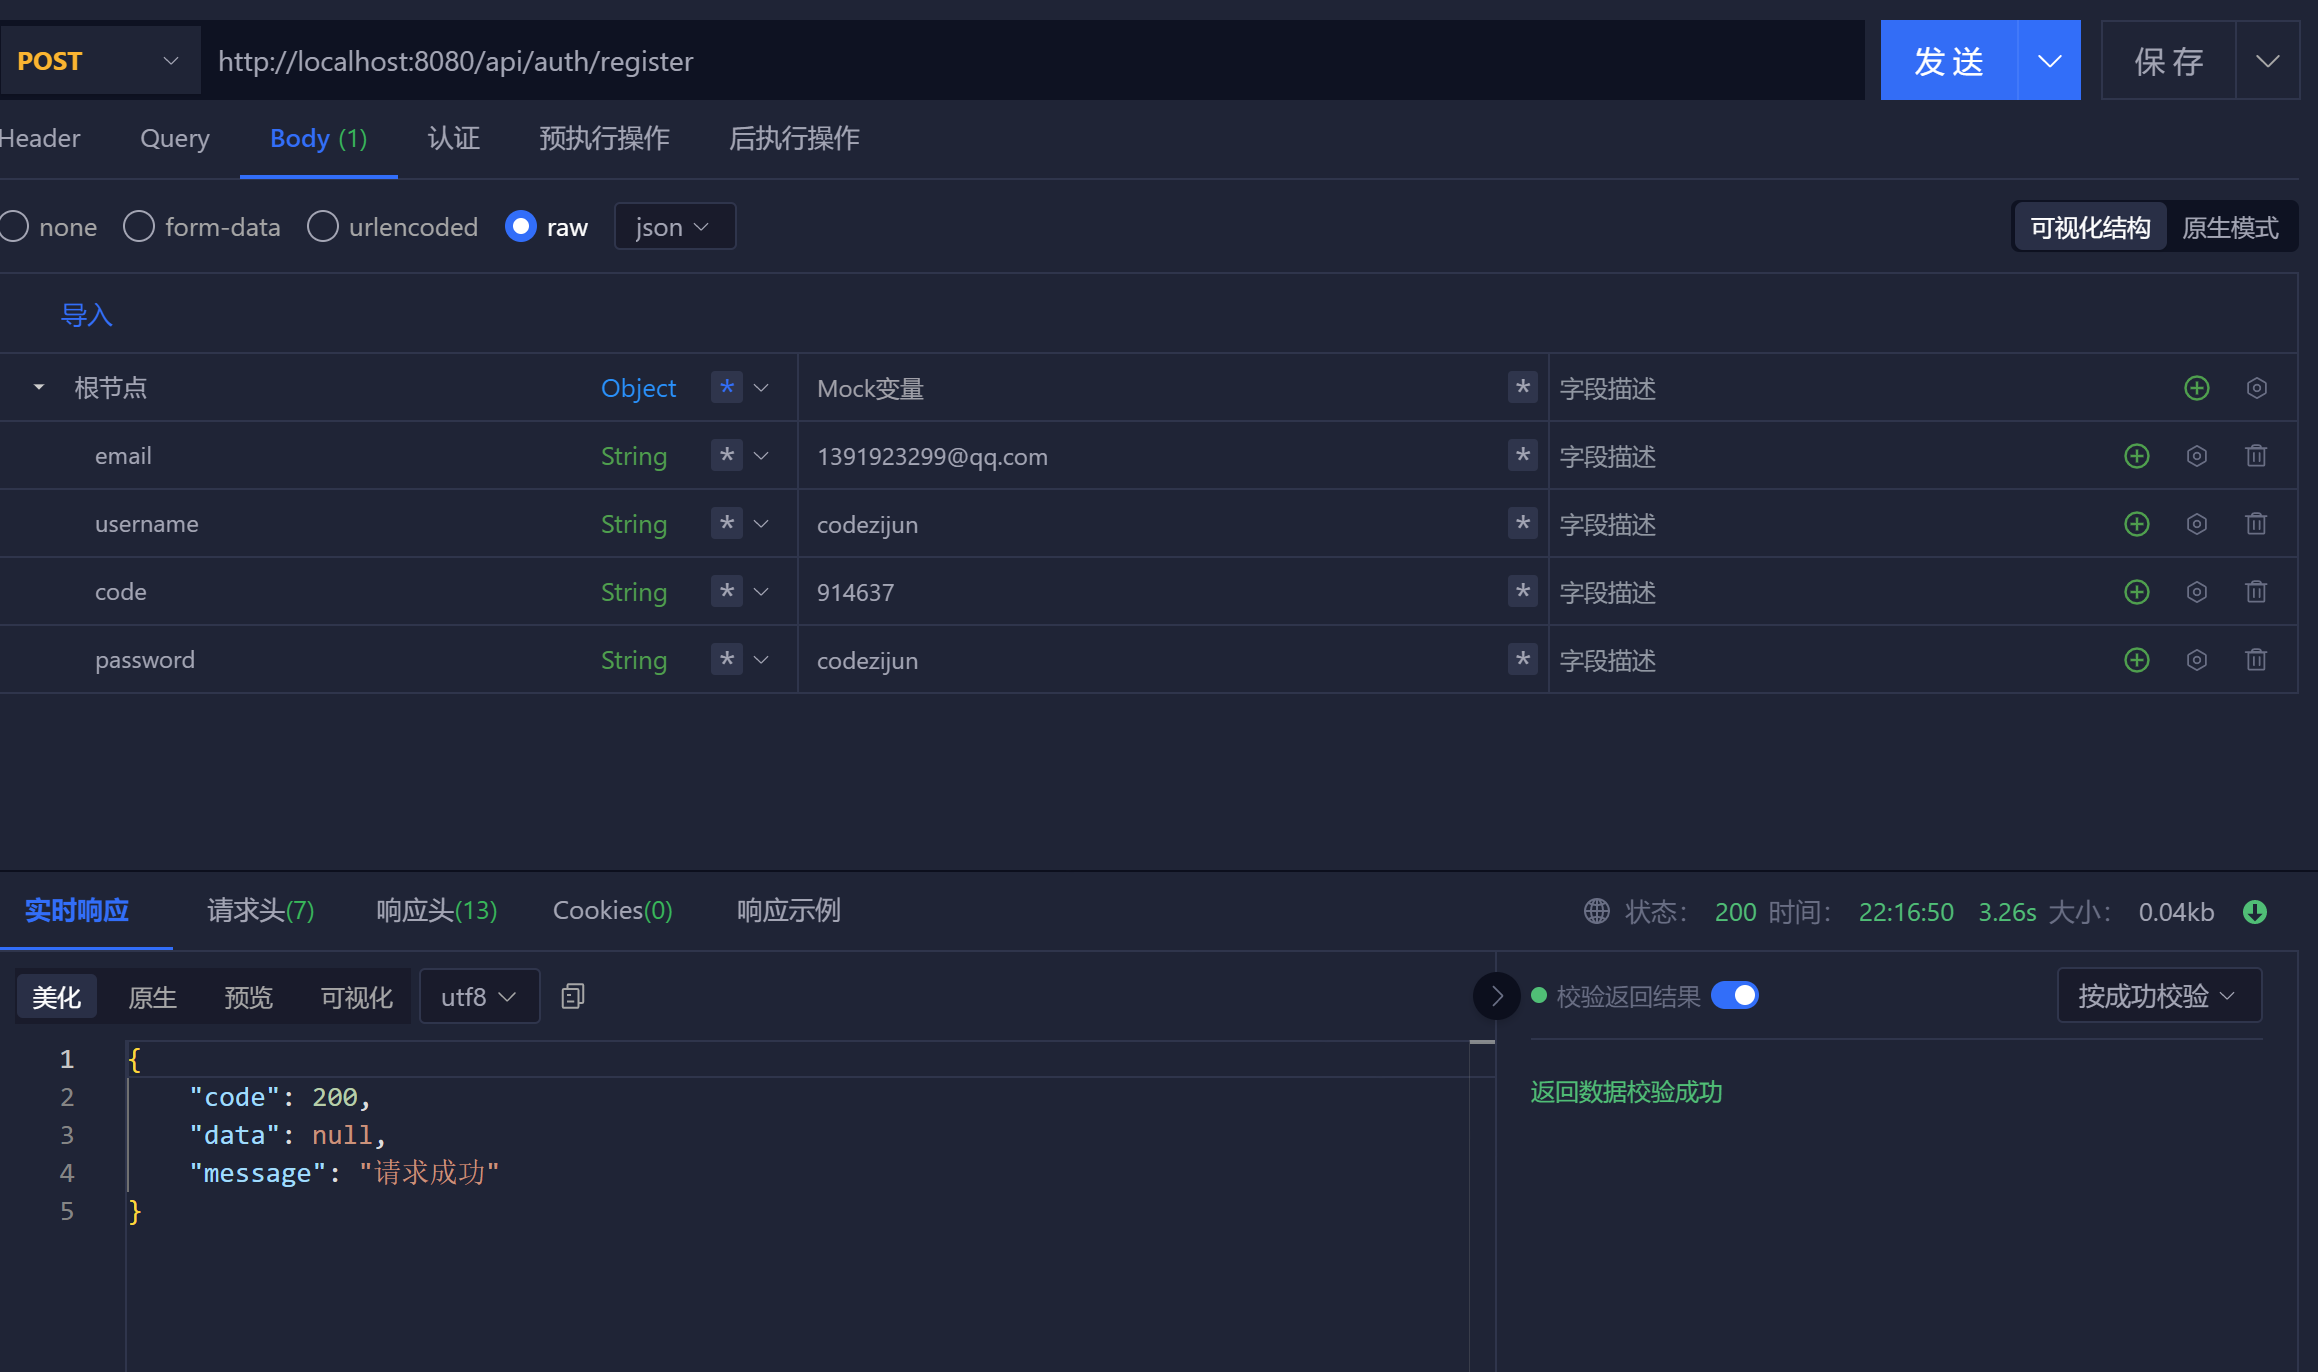 POST http://localhost:8080/api/auth/register 发送 保存
Header Query Body (1) 认证 预执行操作 后执行操作
none form-data urlencoded raw json 可视化结构 原生模式
导入
根节点 Object * Mock变量 * 字段描述
email String * 1391923299@qq.com * 字段描述
username String * codezijun * 字段描述
code String * 914637 * 字段描述
password String * codezijun * 字段描述
实时响应 请求头(7) 响应头(13) Cookies(0) 响应示例 状态： 200 时间： 22:16:50 3.26s 大小： 0.04kb
美化 原生 预览 可视化 utf8 校验返回结果 按成功校验
1 {
2 "code": 200,
3 "data": null,
4 "message": "请求成功"
5 }
返回数据校验成功